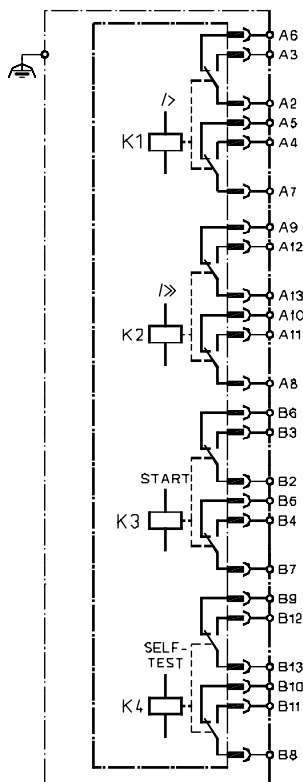 A6
A3
A2
I>
A5
K1
A4
A7
A9
A12
I>>
A13
A10
K2
A11
A8
B6
B3
START
B2
B6
K3
B4
B7
B9
B12
SELF-
TEST
B13
B10
K4
B11
B8